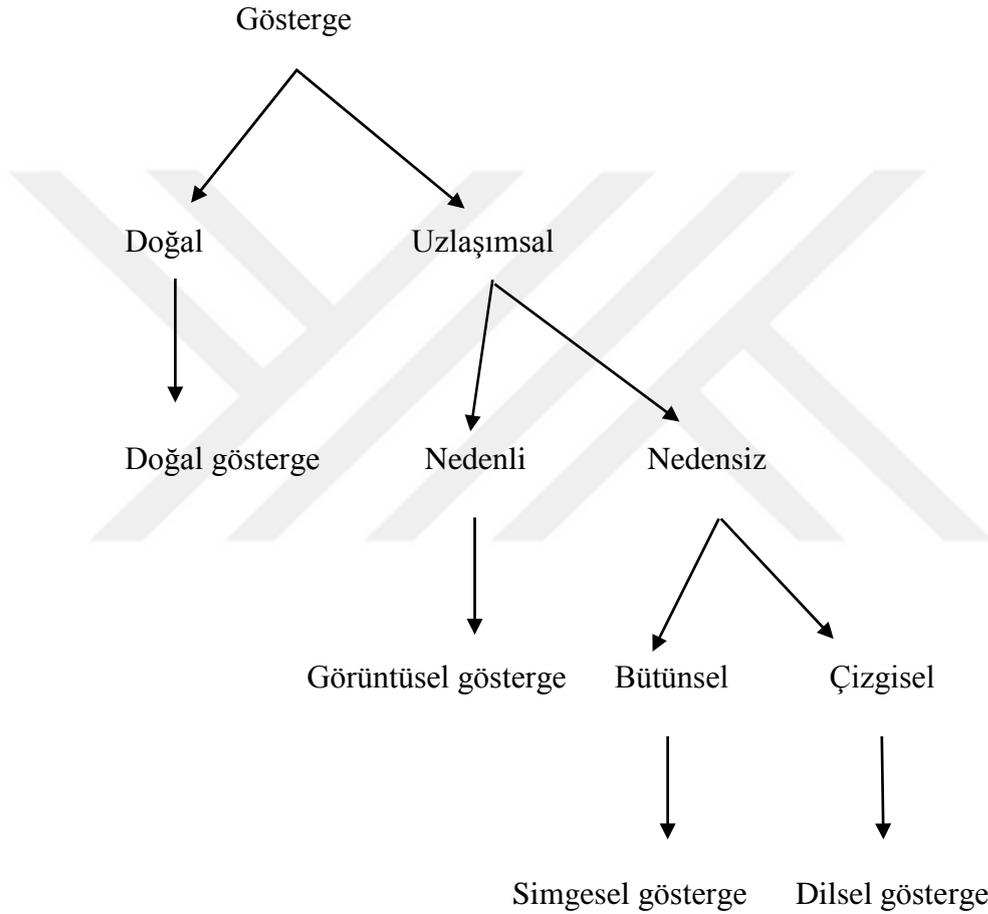 Gösterge
Doğal Uzlaşımsal
Doğal gösterge Nedenli Nedensiz
Görüntüsel gösterge Bütünsel Çizgisel
Simgesel gösterge Dilsel gösterge